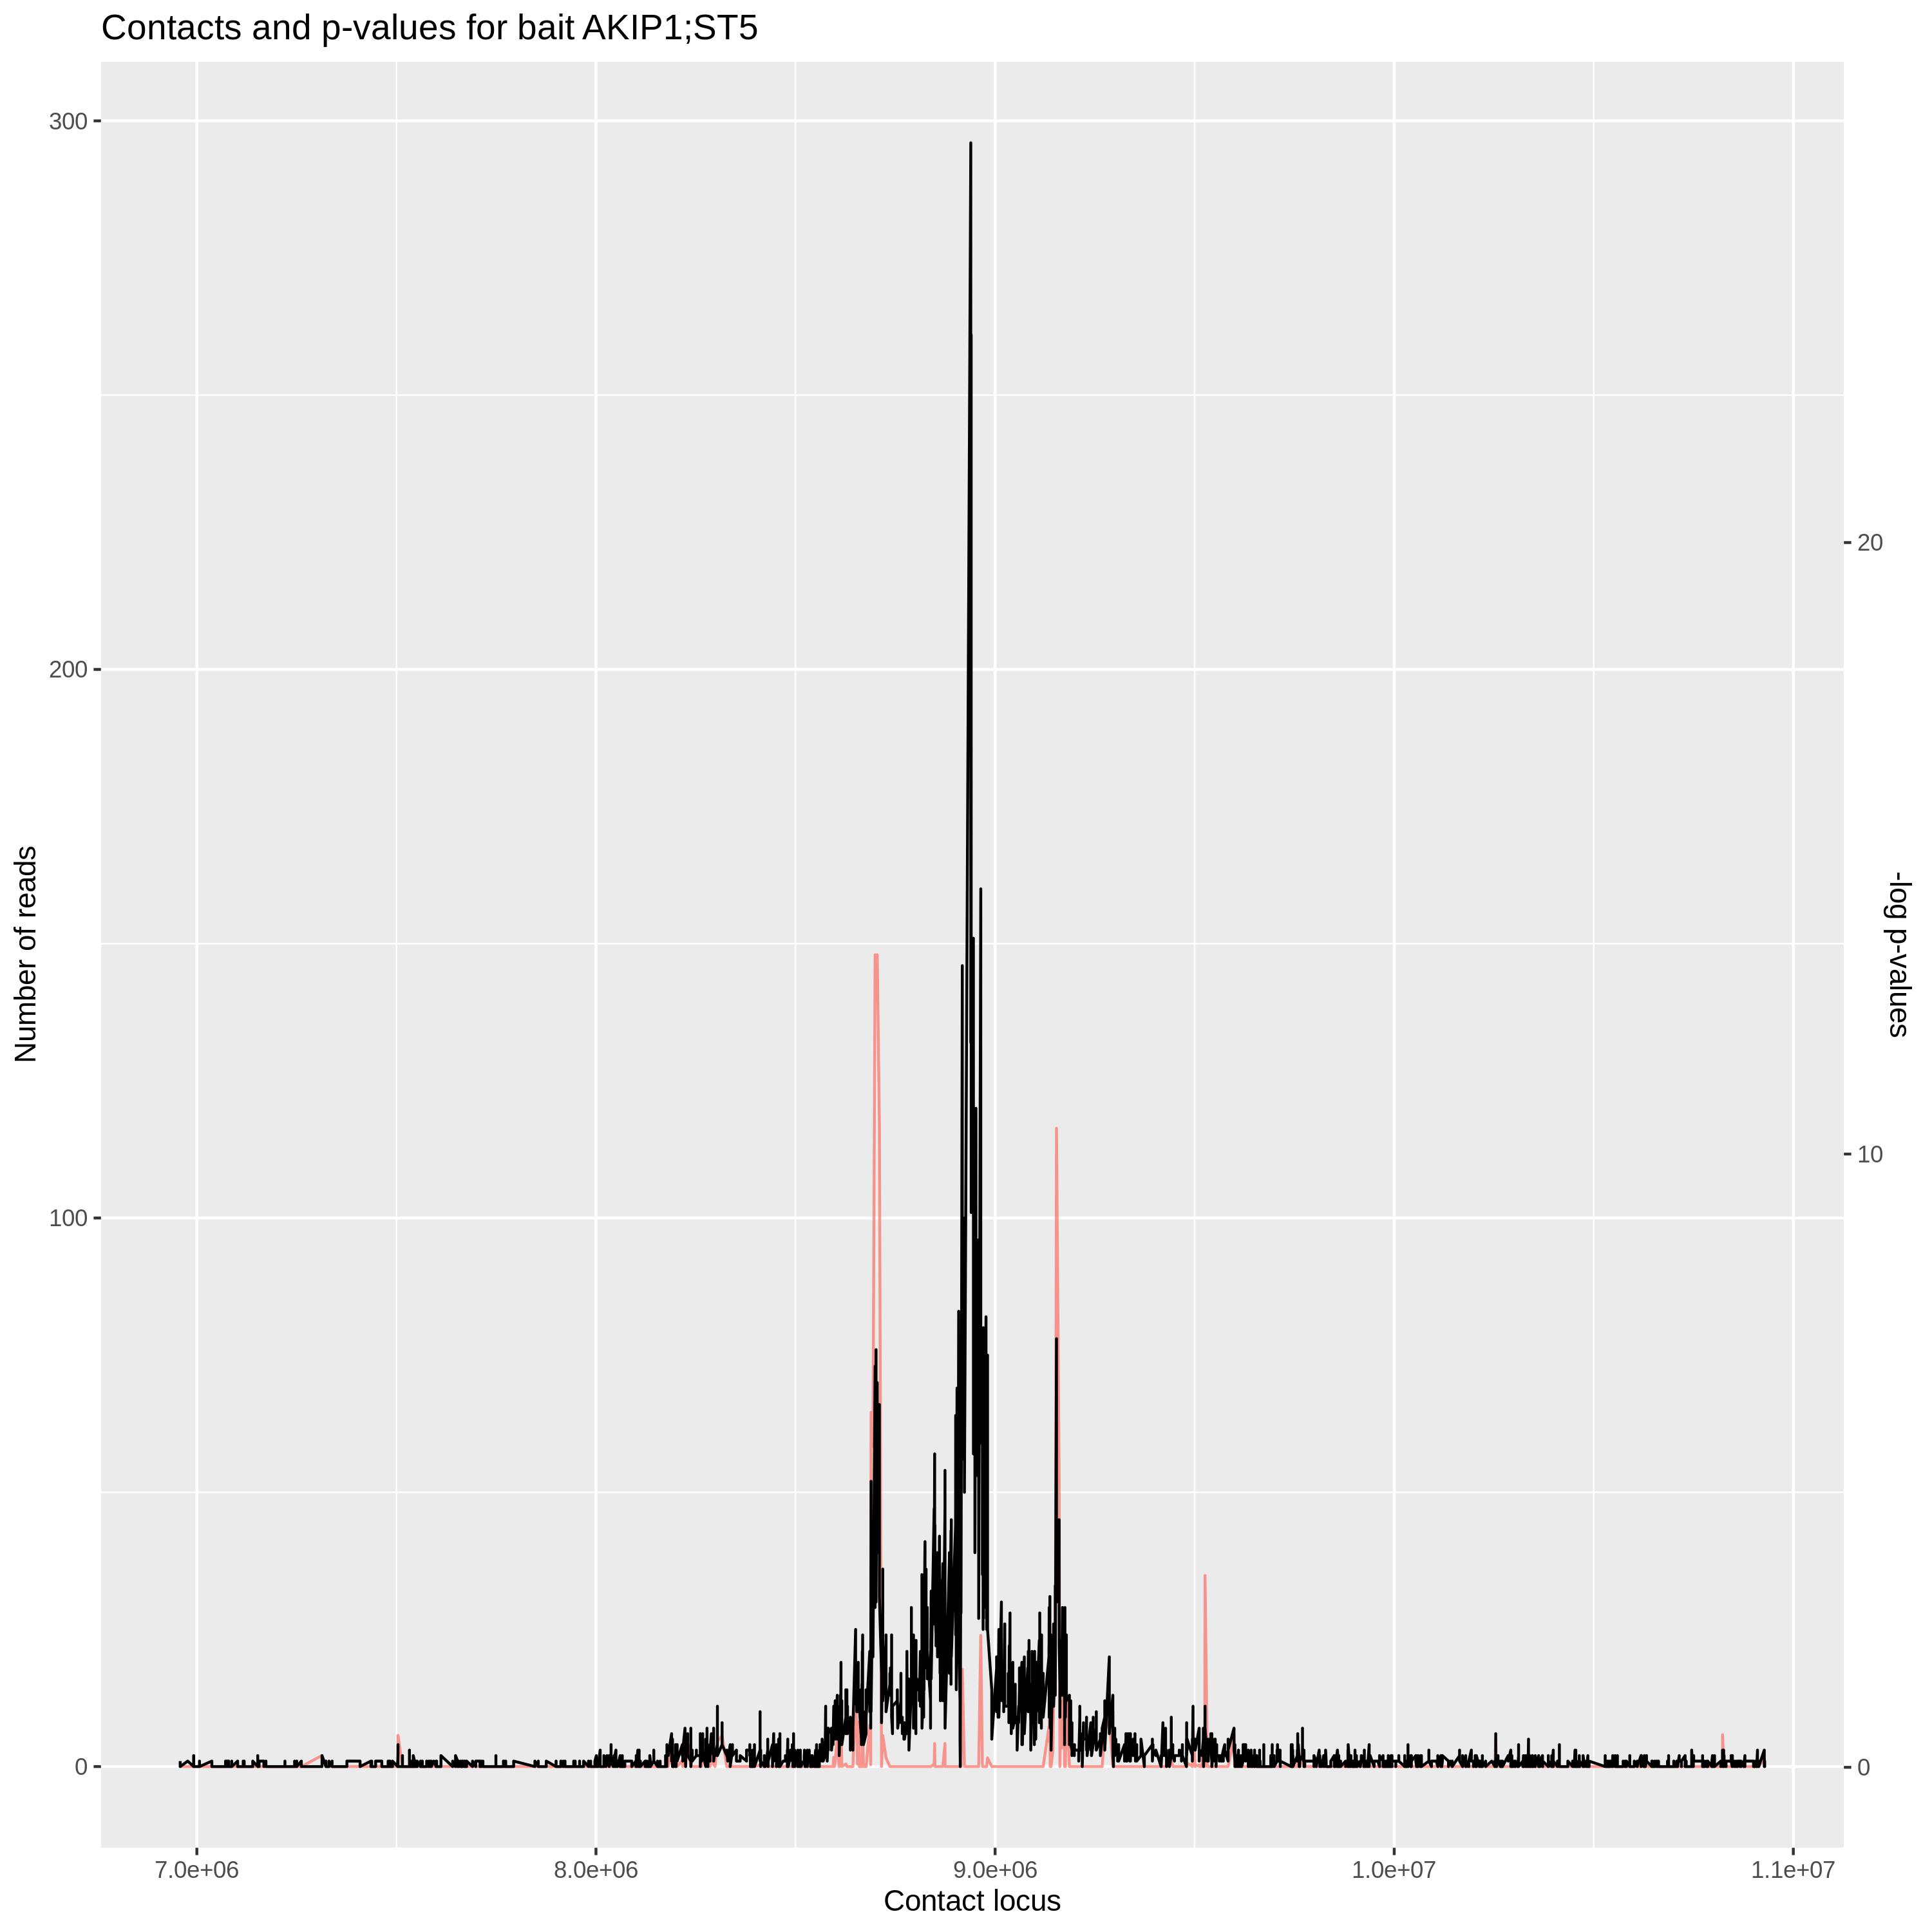 Contacts and p-values for bait AKIP1;ST5
300
200
100
0
Number of reads
20
10
0
-log p-values
7.0e+06
8.0e+06
9.0e+06
1.0e+07
1.1e+07
Contact locus